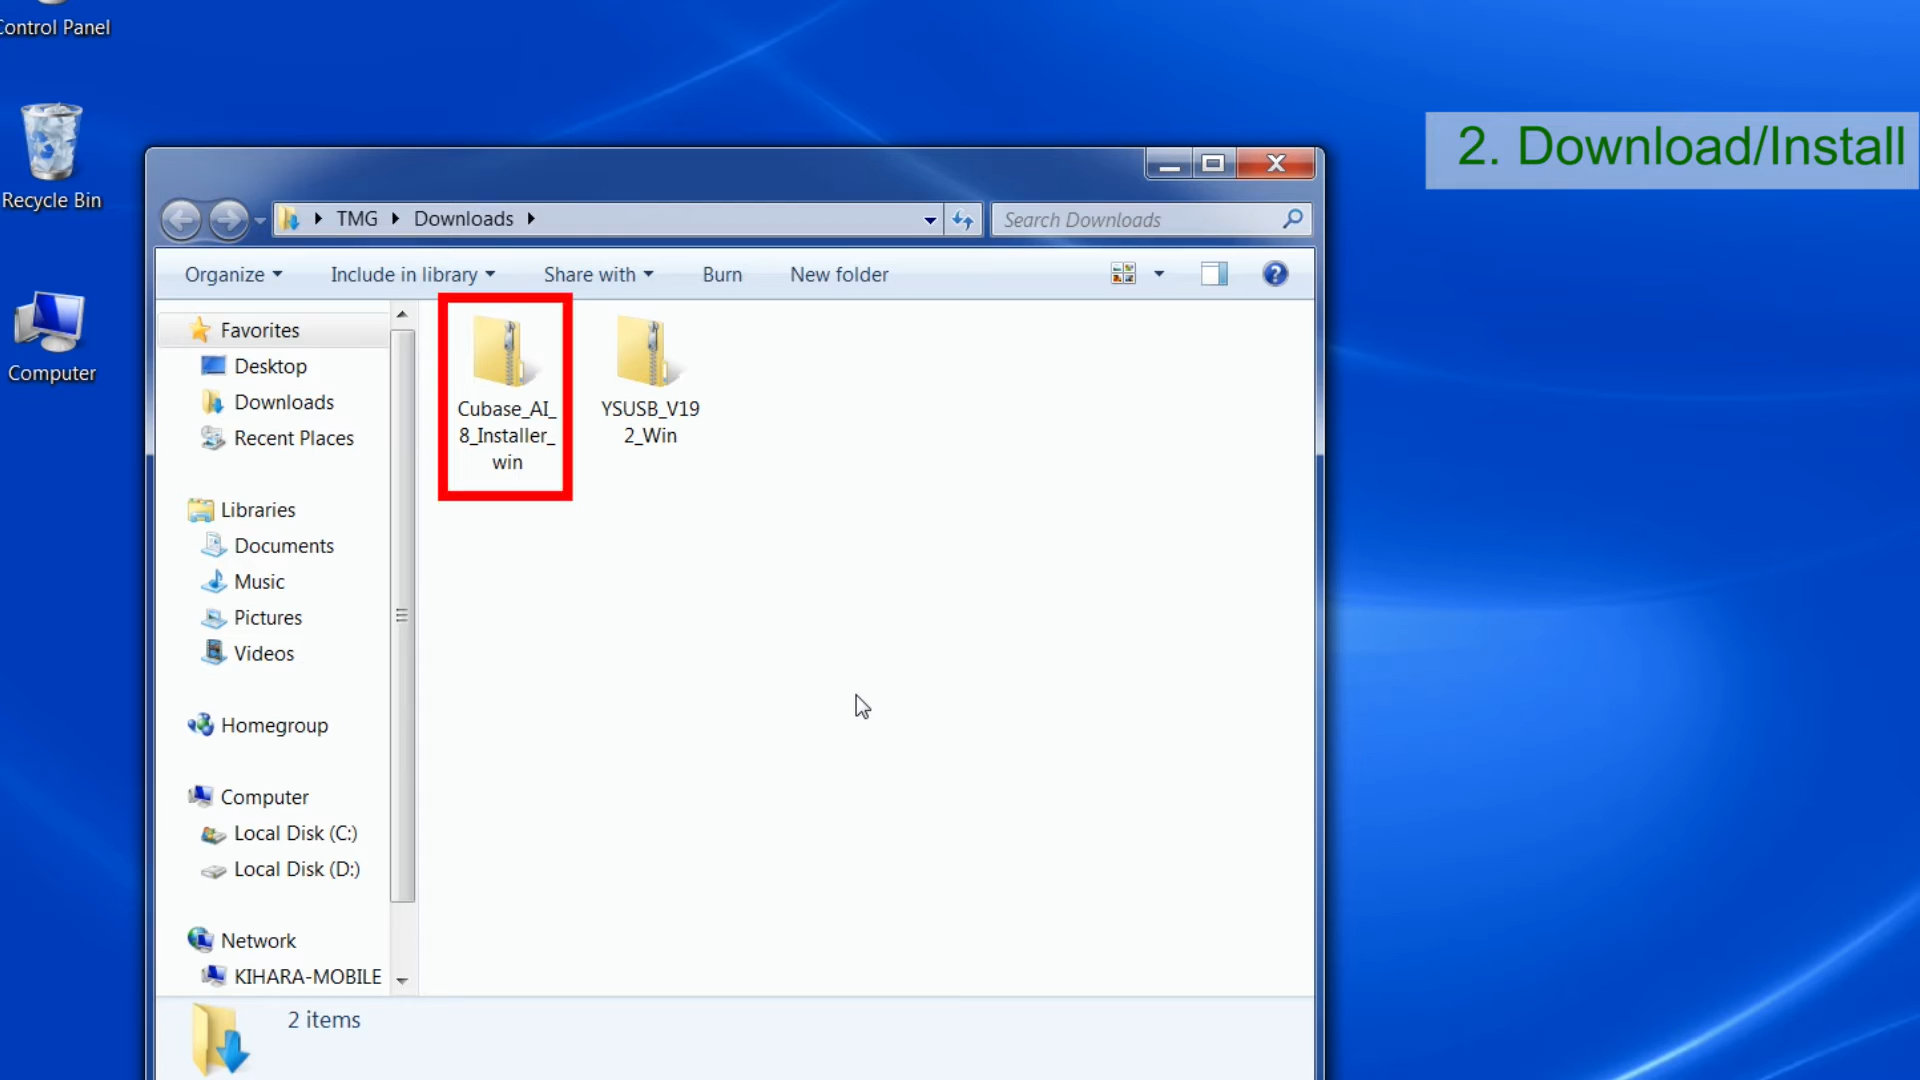 Control Panel
Recycle Bin
Computer
2. Download/Install
TMG
Downloads
Search Downloads
Organize
Include in library
Share with
Burn
New folder
Favorites
Desktop
Downloads
Recent Places
Libraries
Documents
Music
Pictures
Videos
Homegroup
Computer
Local Disk (C:)
Local Disk (D:)
Network
KIHARA-MOBILE
Cubase_AI_
8_Installer_
win
YSUSB_V19
2_Win
2 items